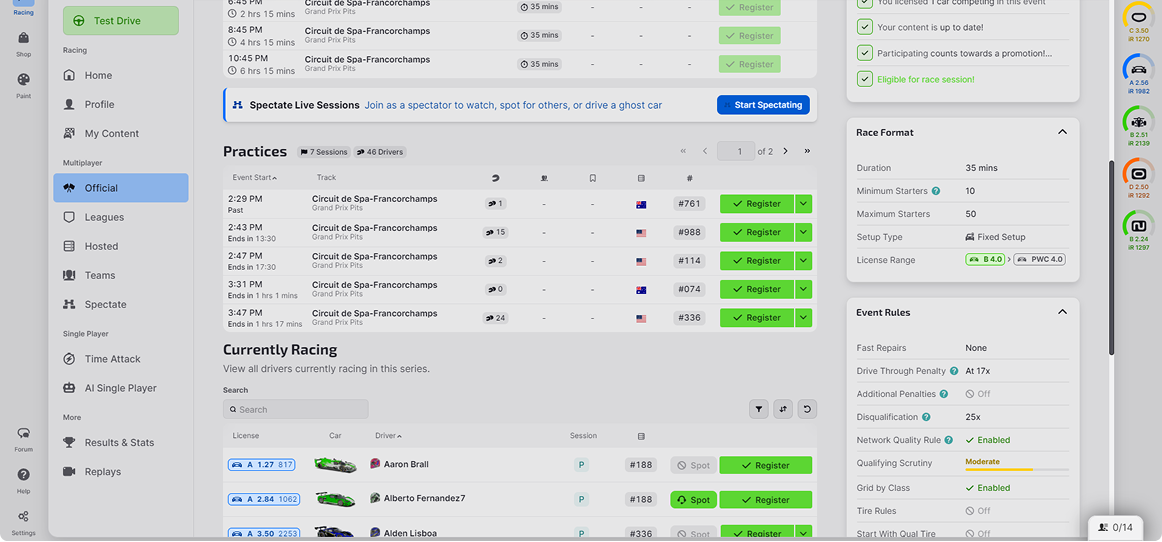 Racing
Shop
Paint
Forum
Help
Settings
Test Drive
Racing
Home
Profile
My Content
Multiplayer
Official
Leagues
Hosted
Teams
Spectate
Single Player
Time Attack
AI Single Player
More
Results & Stats
Replays
6:45 PM Circuit de Spa-Francorchamps
2 hrs 15 mins Grand Prix Pits 35 mins Register
8:45 PM Circuit de Spa-Francorchamps
4 hrs 15 mins Grand Prix Pits 35 mins Register
10:45 PM Circuit de Spa-Francorchamps
6 hrs 15 mins Grand Prix Pits 35 mins Register
Spectate Live Sessions Join as a spectator to watch, spot for others, or drive a ghost car Start Spectating
Practices 7 Sessions 46 Drivers « ‹ 1 of 2 › »
Event Start Track #
2:29 PM Circuit de Spa-Francorchamps 1 - - #761 Register
Past Grand Prix Pits
2:43 PM Circuit de Spa-Francorchamps 15 - - #988 Register
Ends in 13:30 Grand Prix Pits
2:47 PM Circuit de Spa-Francorchamps 2 - - #114 Register
Ends in 17:30 Grand Prix Pits
3:31 PM Circuit de Spa-Francorchamps 0 - - #074 Register
Ends in 1 hrs 1 mins Grand Prix Pits
3:47 PM Circuit de Spa-Francorchamps 24 - - #336 Register
Ends in 1 hrs 17 mins Grand Prix Pits
Currently Racing
View all drivers currently racing in this series.
Search
Search
License Car Driver Session
A 1.27 817 Aaron Brall P #188 Spot Register
A 2.84 1062 Alberto Fernandez7 P #188 Spot Register
A 3.50 2253 Alden Lisboa P #336 Spot Register
You licensed 1 car competing in this event
Your content is up to date!
Participating counts towards a promotion!...
Eligible for race session!
Race Format
Duration 35 mins
Minimum Starters ? 10
Maximum Starters 50
Setup Type Fixed Setup
License Range B 4.0 › PWC 4.0
Event Rules
Fast Repairs None
Drive Through Penalty ? At 17x
Additional Penalties ? Off
Disqualification ? 25x
Network Quality Rule ? Enabled
Qualifying Scrutiny Moderate
Grid by Class Enabled
Tire Rules Off
Start With Qual Tire Off
C 3.50
iR 1270
A 2.56
iR 1982
B 2.51
iR 2139
D 2.50
iR 1292
B 2.24
iR 1297
0/14